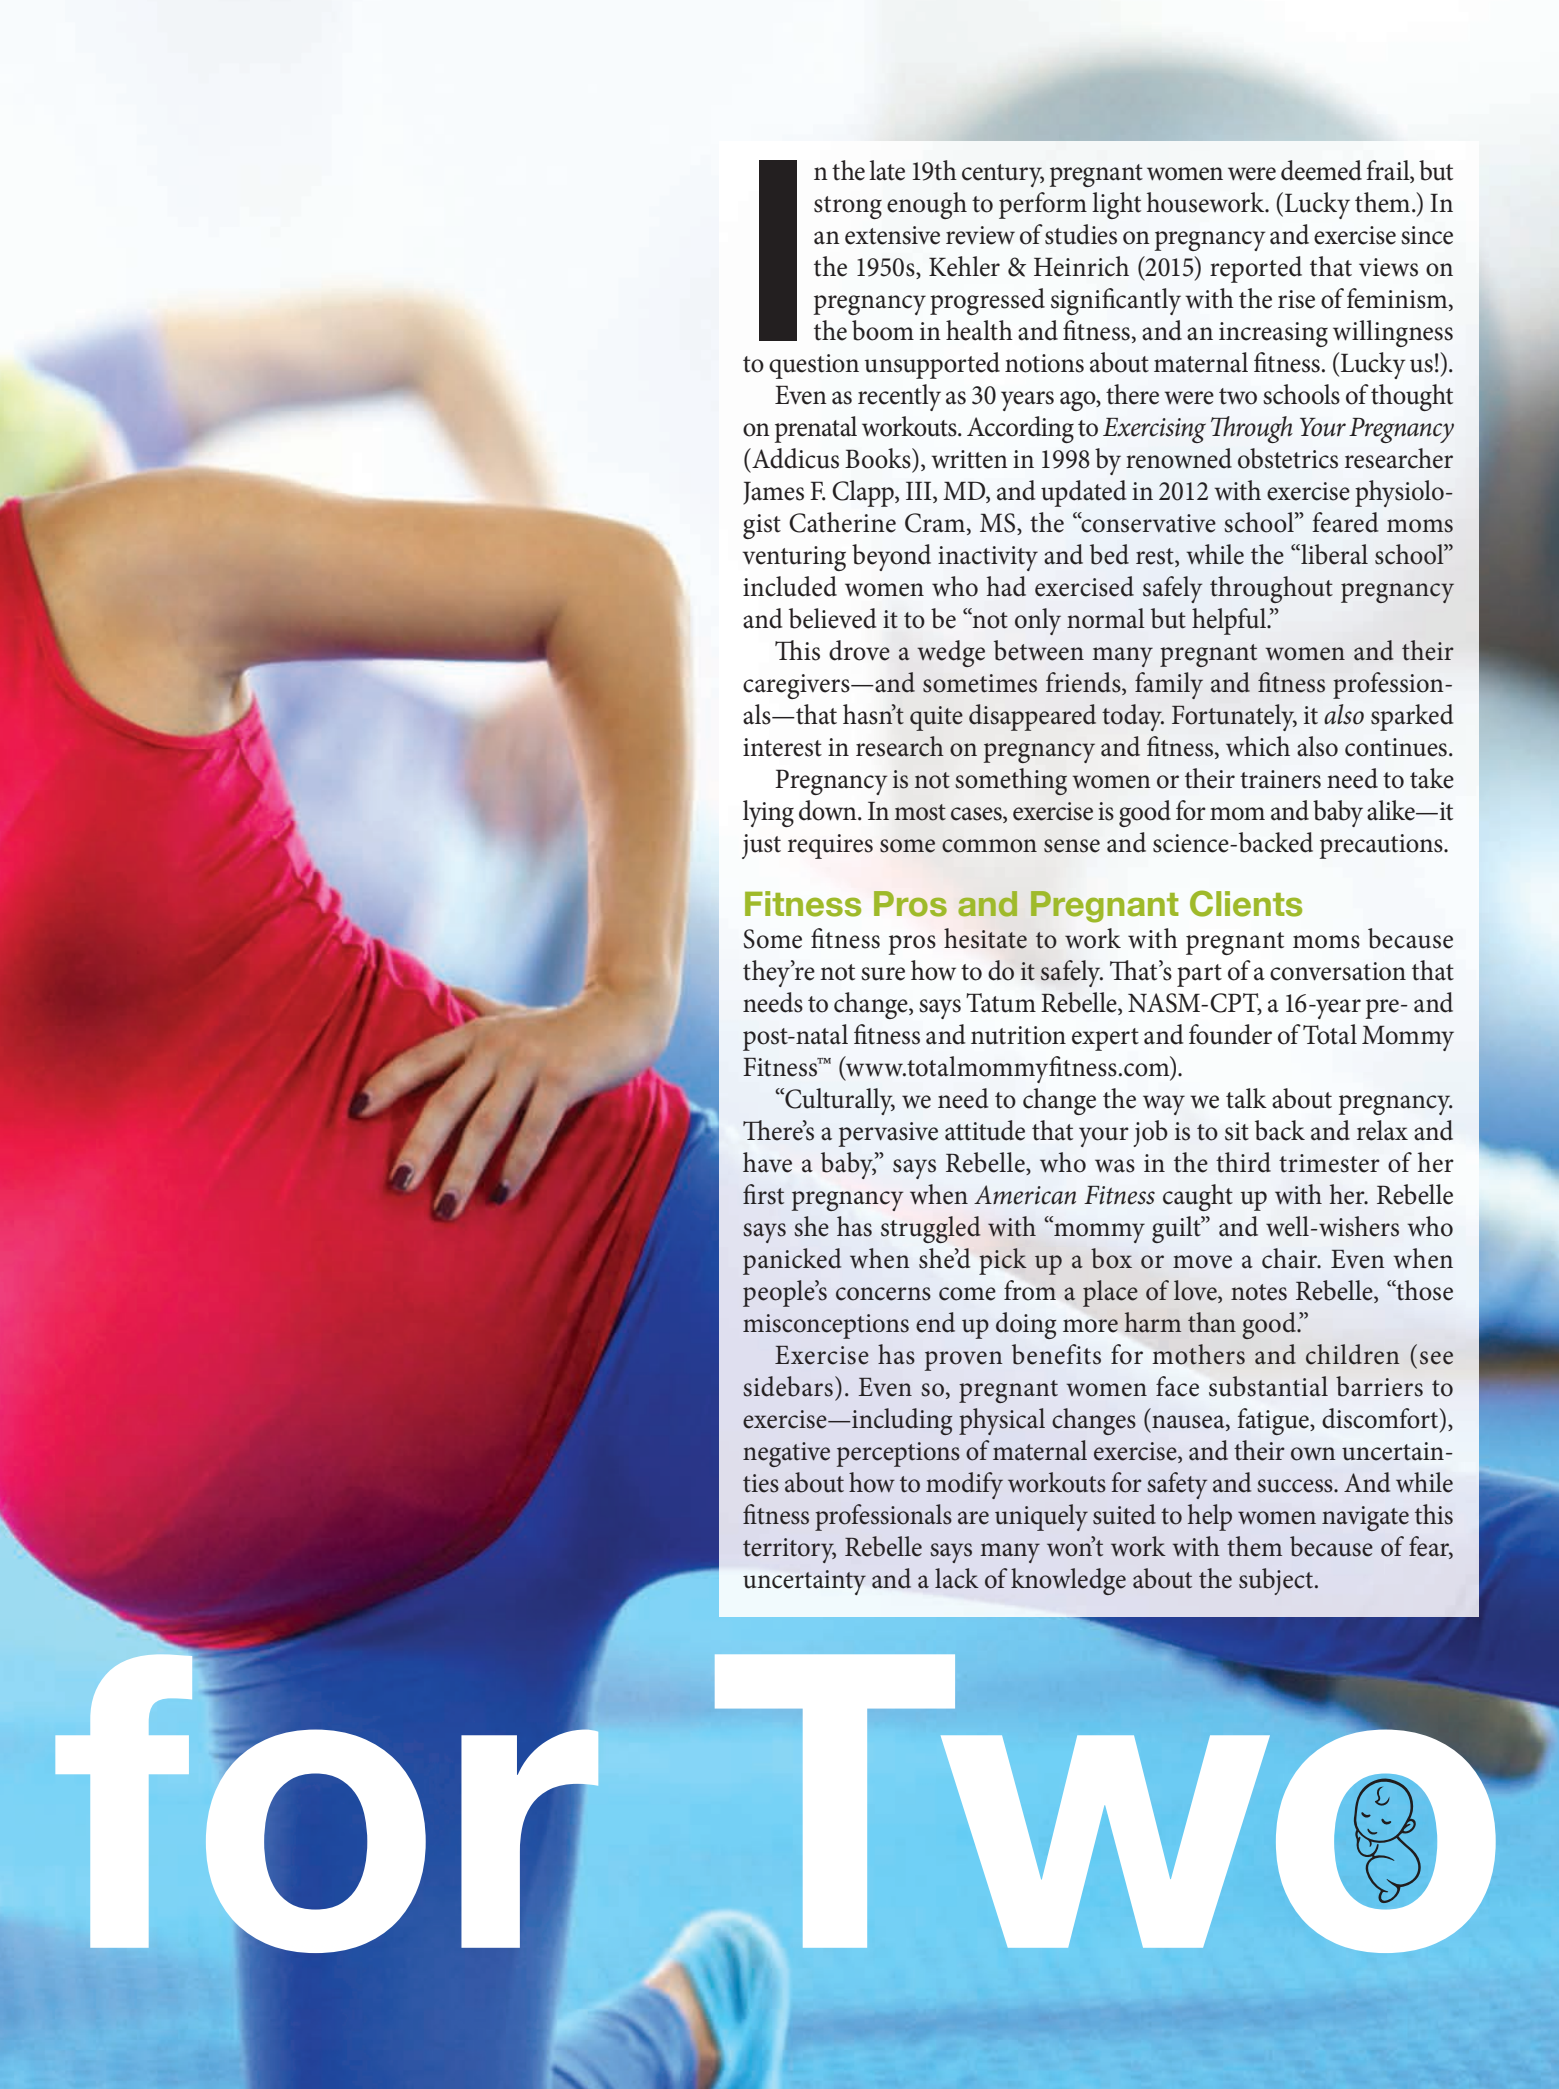 In the late 19th century, pregnant women were deemed frail, but
strong enough to perform light housework. (Lucky them.) In
an extensive review of studies on pregnancy and exercise since
the 1950s, Kehler & Heinrich (2015) reported that views on
pregnancy progressed significantly with the rise of feminism,
the boom in health and fitness, and an increasing willingness
to question unsupported notions about maternal fitness. (Lucky us!).
Even as recently as 30 years ago, there were two schools of thought
on prenatal workouts. According to Exercising Through Your Pregnancy
(Addicus Books), written in 1998 by renowned obstetrics researcher
James F. Clapp, III, MD, and updated in 2012 with exercise physiolo-
gist Catherine Cram, MS, the “conservative school” feared moms
venturing beyond inactivity and bed rest, while the “liberal school”
included women who had exercised safely throughout pregnancy
and believed it to be “not only normal but helpful.”
This drove a wedge between many pregnant women and their
caregivers—and sometimes friends, family and fitness profession-
als—that hasn’t quite disappeared today. Fortunately, it also sparked
interest in research on pregnancy and fitness, which also continues.
Pregnancy is not something women or their trainers need to take
lying down. In most cases, exercise is good for mom and baby alike—it
just requires some common sense and science-backed precautions.
Fitness Pros and Pregnant Clients
Some fitness pros hesitate to work with pregnant moms because
they’re not sure how to do it safely. That’s part of a conversation that
needs to change, says Tatum Rebelle, NASM-CPT, a 16-year pre- and
post-natal fitness and nutrition expert and founder of Total Mommy
Fitness™ (www.totalmommyfitness.com).
“Culturally, we need to change the way we talk about pregnancy.
There’s a pervasive attitude that your job is to sit back and relax and
have a baby,” says Rebelle, who was in the third trimester of her
first pregnancy when American Fitness caught up with her. Rebelle
says she has struggled with “mommy guilt” and well-wishers who
panicked when she’d pick up a box or move a chair. Even when
people’s concerns come from a place of love, notes Rebelle, “those
misconceptions end up doing more harm than good.”
Exercise has proven benefits for mothers and children (see
sidebars). Even so, pregnant women face substantial barriers to
exercise—including physical changes (nausea, fatigue, discomfort),
negative perceptions of maternal exercise, and their own uncertain-
ties about how to modify workouts for safety and success. And while
fitness professionals are uniquely suited to help women navigate this
territory, Rebelle says many won’t work with them because of fear,
uncertainty and a lack of knowledge about the subject.
for Two